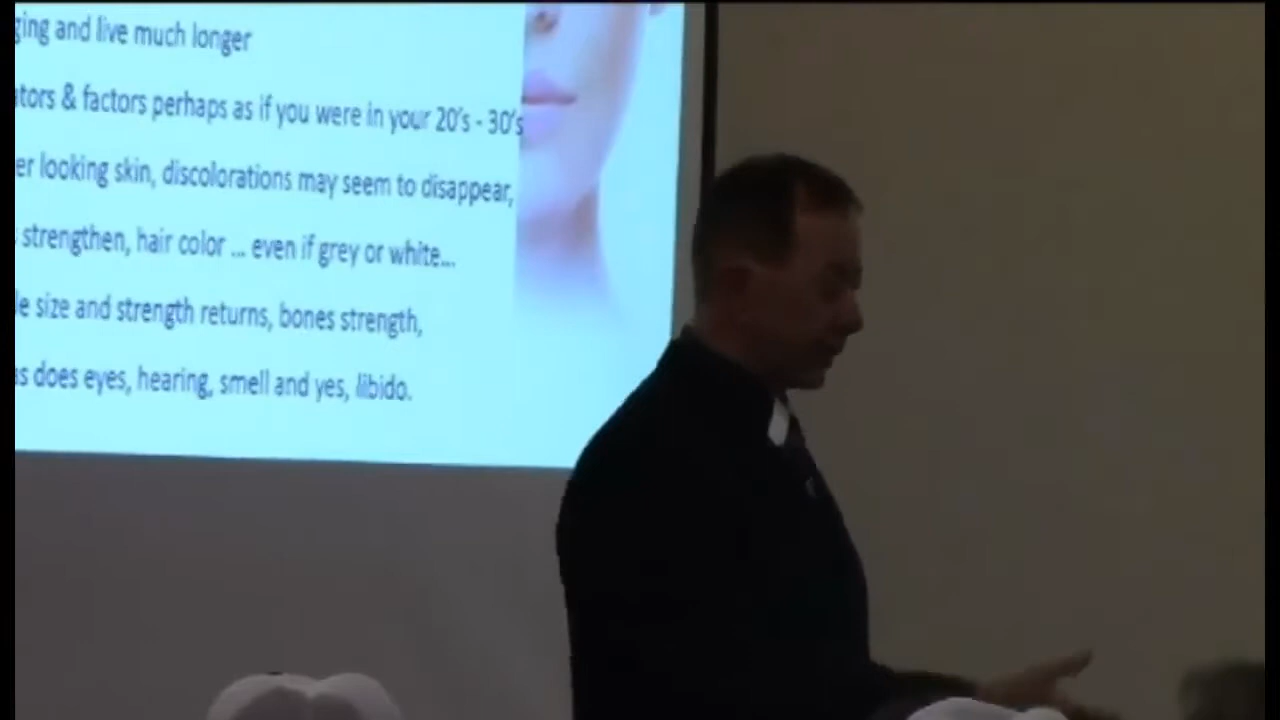 ging and live much longer
ators & factors perhaps as if you were in your 20's - 30's
er looking skin, discolorations may seem to disappear,
strengthen, hair color ... even if grey or white...
le size and strength returns, bones strength,
as does eyes, hearing, smell and yes, libido.